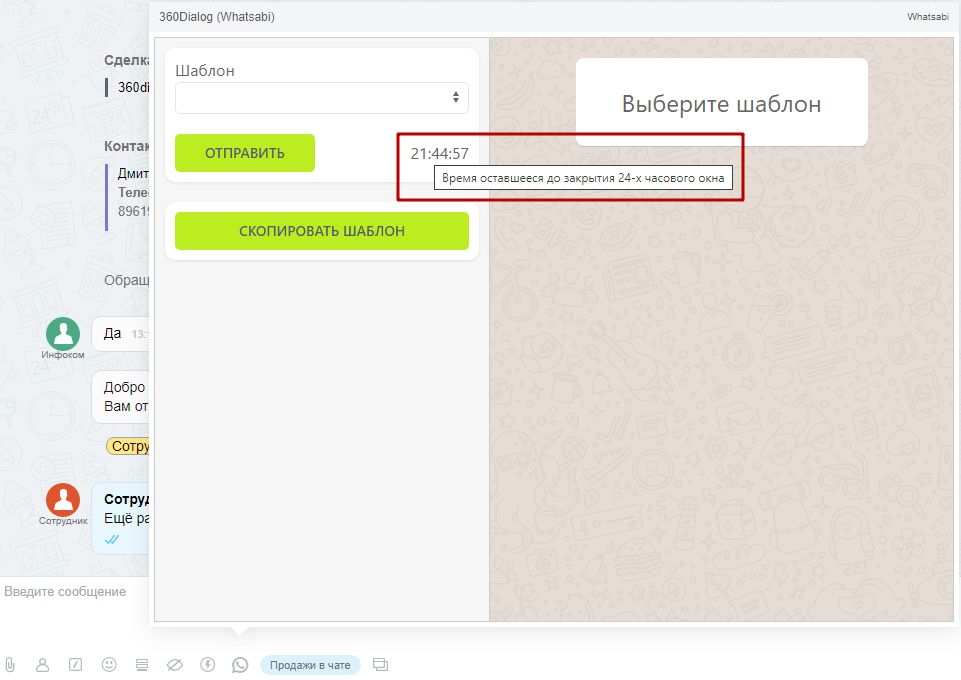 360Dialog (Whatsabi)
Whatsabi
Сделка
360di
Контак
Дмит
Теле
8961
Обращ
Шаблон
ОТПРАВИТЬ
21:44:57
Время оставшееся до закрытия 24-х часового окна
СКОПИРОВАТЬ ШАБЛОН
Выберите шаблон
Да 13:
Инфоком
Добро
Вам от
Сотру
Сотруд
Ещё ра
Сотрудник
Введите сообщение
Продажи в чате